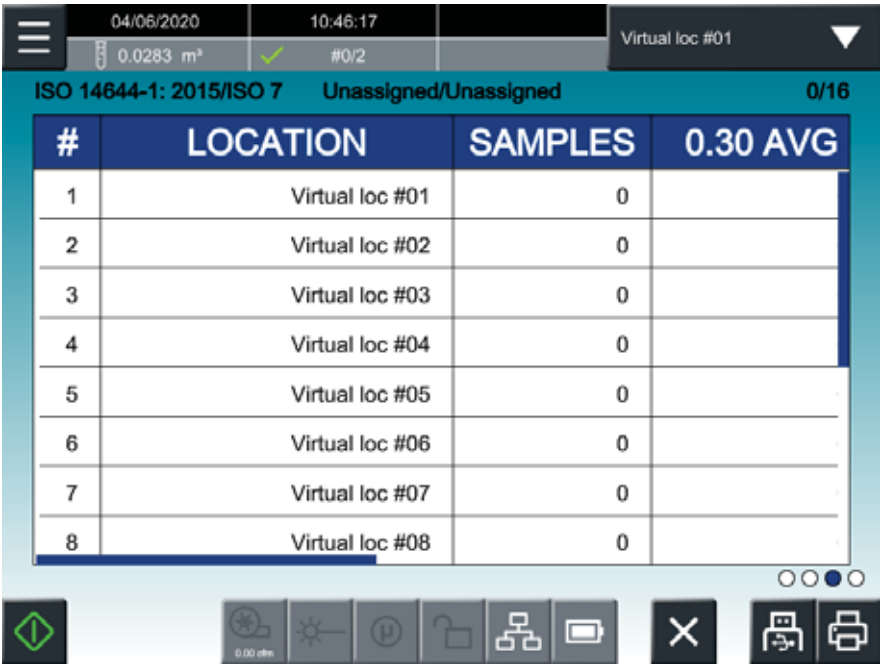 04/06/2020 10:46:17
Virtual loc #01
0.0283 m³ #0/2
ISO 14644-1: 2015/ISO 7 Unassigned/Unassigned 0/16
# LOCATION SAMPLES 0.30 AVG
1 Virtual loc #01 0
2 Virtual loc #02 0
3 Virtual loc #03 0
4 Virtual loc #04 0
5 Virtual loc #05 0
6 Virtual loc #06 0
7 Virtual loc #07 0
8 Virtual loc #08 0
0.00 cfm
µ